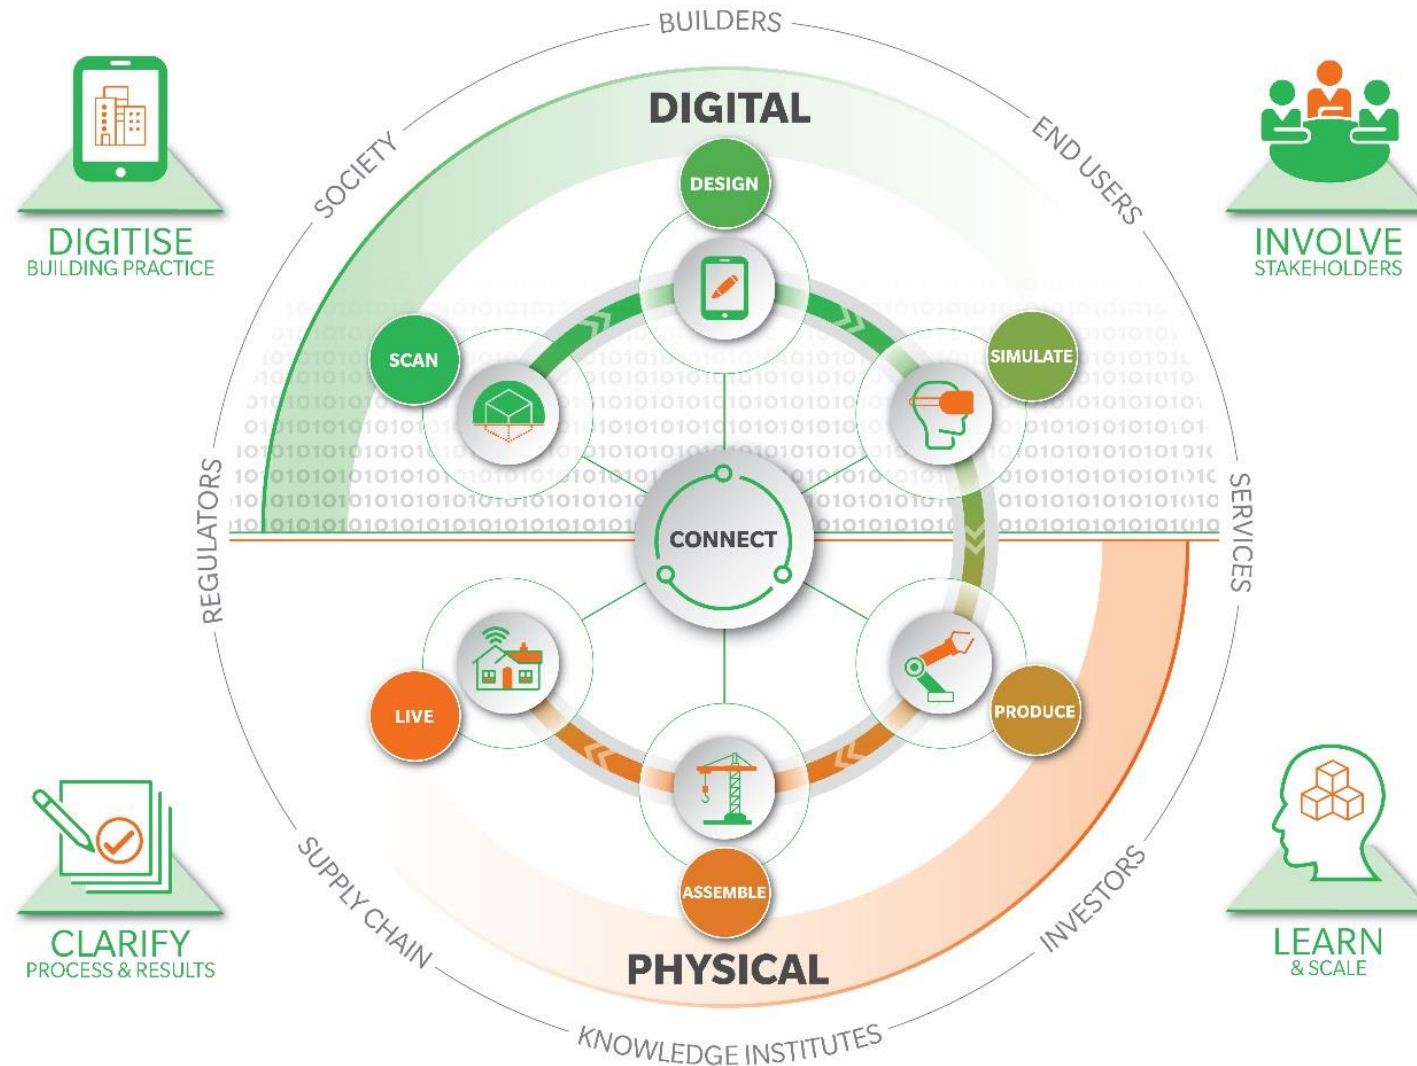 BUILDERS
DIGITAL
SOCIETY
END USERS
DIGITISE
BUILDING PRACTICE
INVOLVE
STAKEHOLDERS
DESIGN
SCAN
SIMULATE
REGULATORS
SERVICES
CONNECT
LIVE
PRODUCE
ASSEMBLE
SUPPLY CHAIN
INVESTORS
CLARIFY
PROCESS & RESULTS
PHYSICAL
LEARN
& SCALE
KNOWLEDGE INSTITUTES